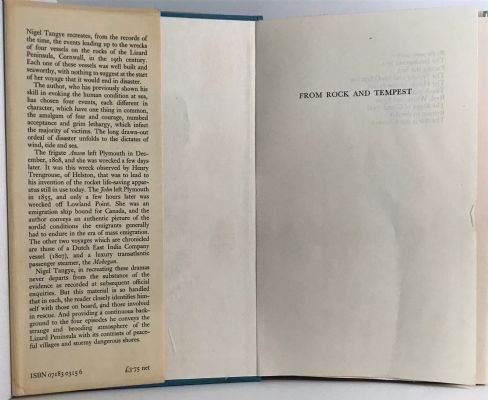 Nigel Tangye recreates, from the records of
the time, the events leading up to the wrecks
of four vessels on the rocks of the Lizard
Peninsula, Cornwall, in the 19th century.
Each one of these vessels was well built and
seaworthy, with nothing to suggest at the start
of her voyage that it would end in disaster.
The author, who has previously shown his
skill in evoking the human condition at sea,
has chosen four events, each different in
character, which have one thing in common,
the amalgam of fear and courage, numbed
acceptance and grim lethargy, which infect
the majority of victims. The long drawn-out
ordeal of disaster unfolds to the dictates of
wind, tide and sea.
The frigate Anson left Plymouth in Dec-
ember, 1808, and she was wrecked a few days
later. It was this wreck observed by Henry
Trengrouse, of Helston, that was to lead to
his invention of the rocket life-saving appar-
atus still in use today. The John left Plymouth
in 1855, and only a few hours later was
wrecked off Lowland Point. She was an
emigration ship bound for Canada, and the
author conveys an authentic picture of the
sordid conditions the emigrants generally
had to endure in the era of mass emigration.
The other two voyages which are chronicled
are those of a Dutch East India Company
vessel (1807), and a luxury transatlantic
passenger steamer, the Mohegan.
Nigel Tangye, in recreating these dramas
never departs from the substance of the
evidence as recorded at subsequent official
enquiries. But this material is so handled
that in each, the reader closely identifies him-
self with those on board, and those involved
in rescue. And providing a continuous back-
ground to the four episodes he conveys the
strange and brooding atmosphere of the
Lizard Peninsula with its contrasts of peace-
ful villages and stormy dangerous shores.
ISBN 07183 0315 6
£3·75 net
FROM ROCK AND TEMPEST